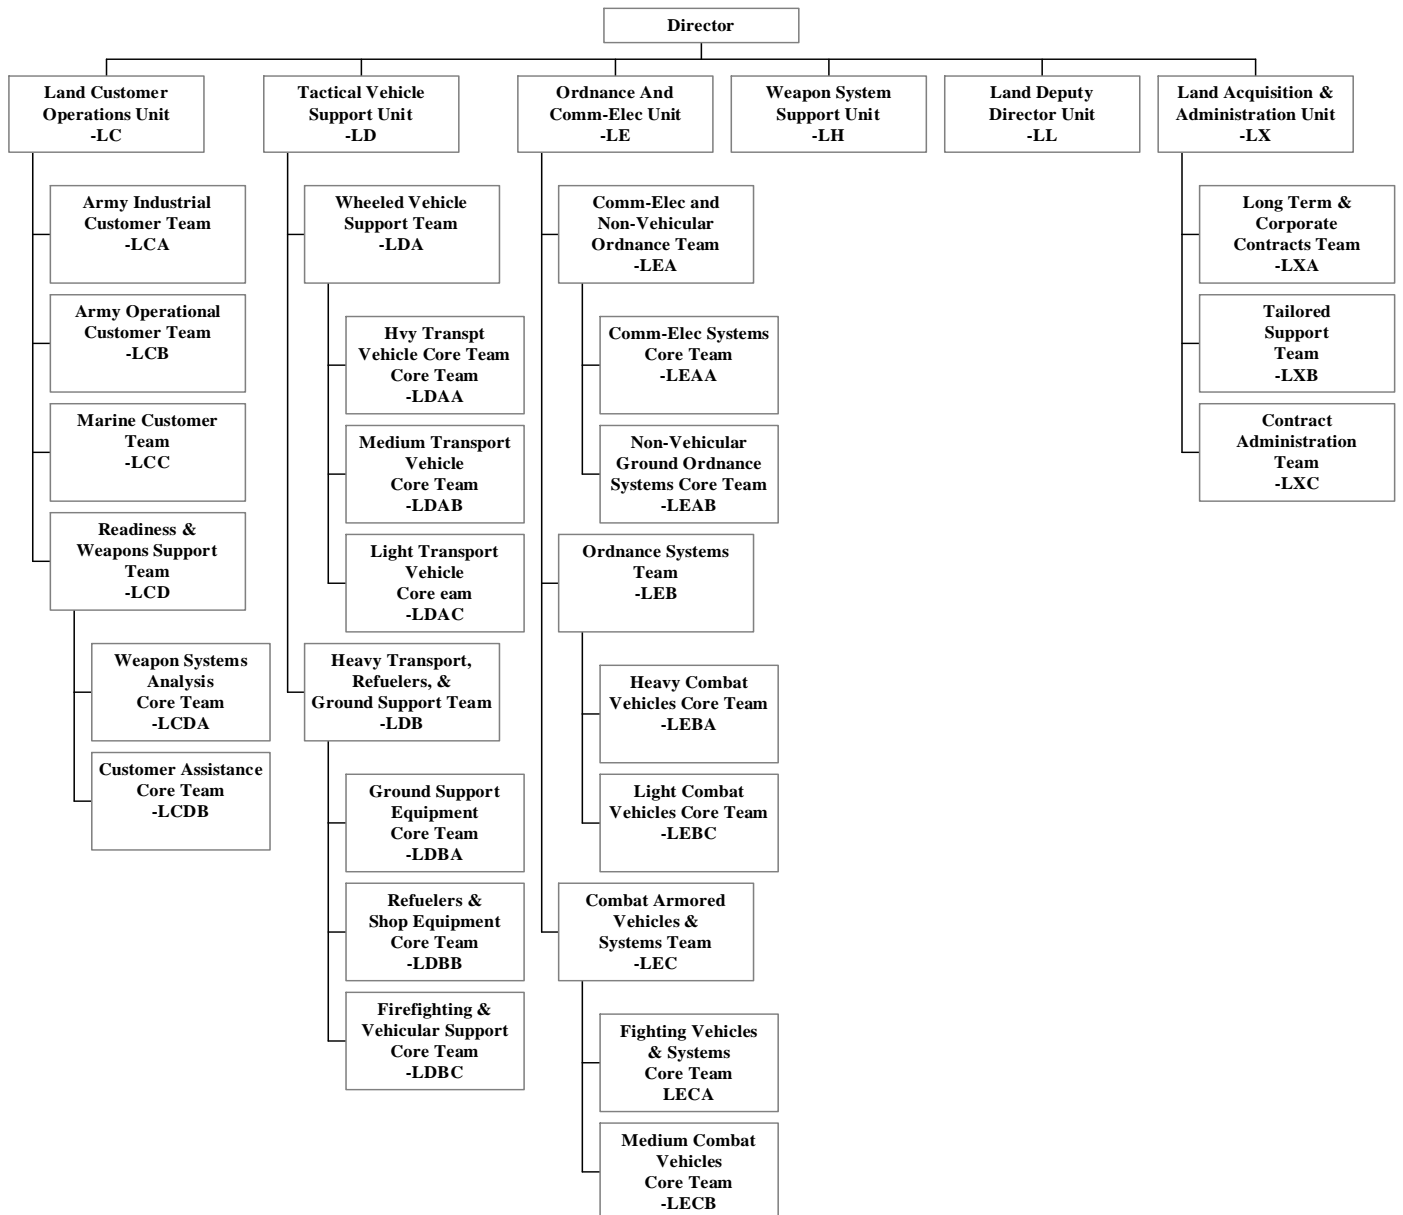 Director
Land Customer
Operations Unit
-LC
Army Industrial
Customer Team
-LCA
Army Operational
Customer Team
-LCB
Marine Customer
Team
-LCC
Readiness &
Weapons Support
Team
-LCD
Weapon Systems
Analysis
Core Team
-LCDA
Customer Assistance
Core Team
-LCDB
Tactical Vehicle
Support Unit
-LD
Wheeled Vehicle
Support Team
-LDA
Hvy Transpt
Vehicle Core Team
Core Team
-LDAA
Medium Transport
Vehicle
Core Team
-LDAB
Light Transport
Vehicle
Core eam
-LDAC
Heavy Transport,
Refuelers, &
Ground Support Team
-LDB
Ground Support
Equipment
Core Team
-LDBA
Refuelers &
Shop Equipment
Core Team
-LDBB
Firefighting &
Vehicular Support
Core Team
-LDBC
Ordnance And
Comm-Elec Unit
-LE
Comm-Elec and
Non-Vehicular
Ordnance Team
-LEA
Comm-Elec Systems
Core Team
-LEAA
Non-Vehicular
Ground Ordnance
Systems Core Team
-LEAB
Ordnance Systems
Team
-LEB
Heavy Combat
Vehicles Core Team
-LEBA
Light Combat
Vehicles Core Team
-LEBC
Combat Armored
Vehicles &
Systems Team
-LEC
Fighting Vehicles
& Systems
Core Team
LECA
Medium Combat
Vehicles
Core Team
-LECB
Weapon System
Support Unit
-LH
Land Deputy
Director Unit
-LL
Land Acquisition &
Administration Unit
-LX
Long Term &
Corporate
Contracts Team
-LXA
Tailored
Support
Team
-LXB
Contract
Administration
Team
-LXC